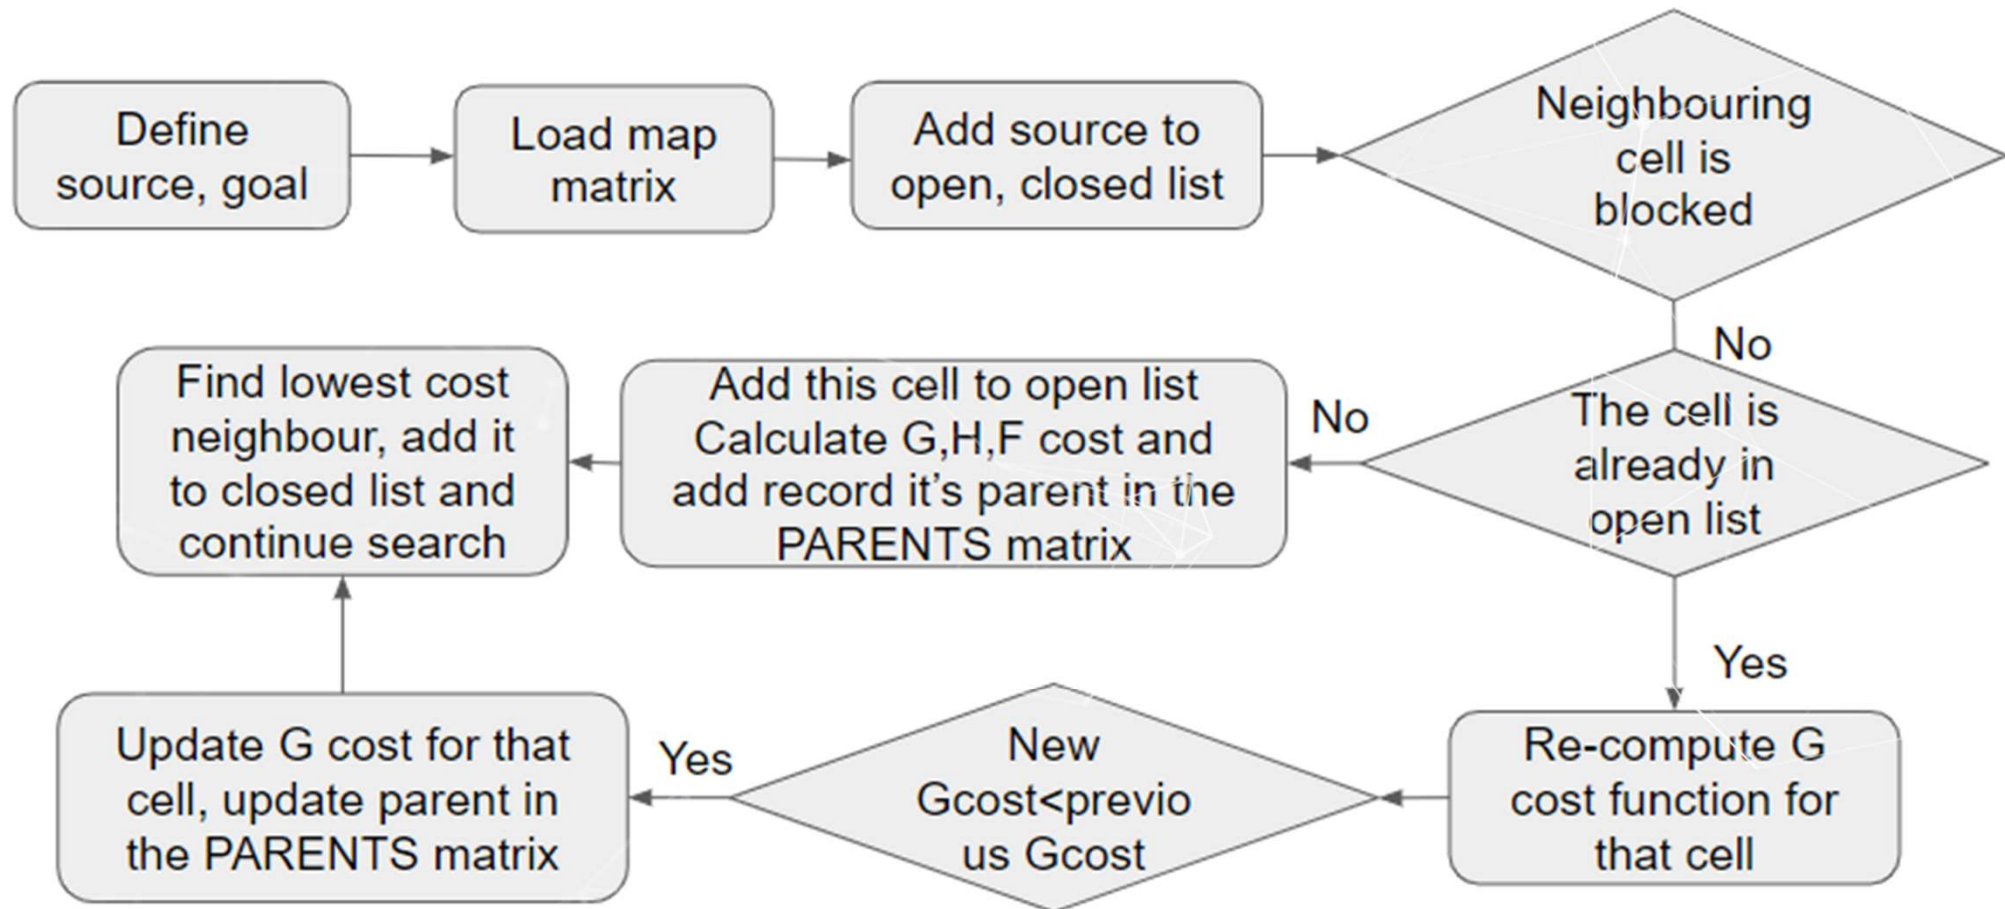 Define
source, goal
Load map
matrix
Add source to
open, closed list
Neighbouring
cell is
blocked
No
The cell is
already in
open list
No
Add this cell to open list
Calculate G,H,F cost and
add record it's parent in the
PARENTS matrix
Find lowest cost
neighbour, add it
to closed list and
continue search
Yes
Re-compute G
cost function for
that cell
New
Gcost<previo
us Gcost
Yes
Update G cost for that
cell, update parent in
the PARENTS matrix